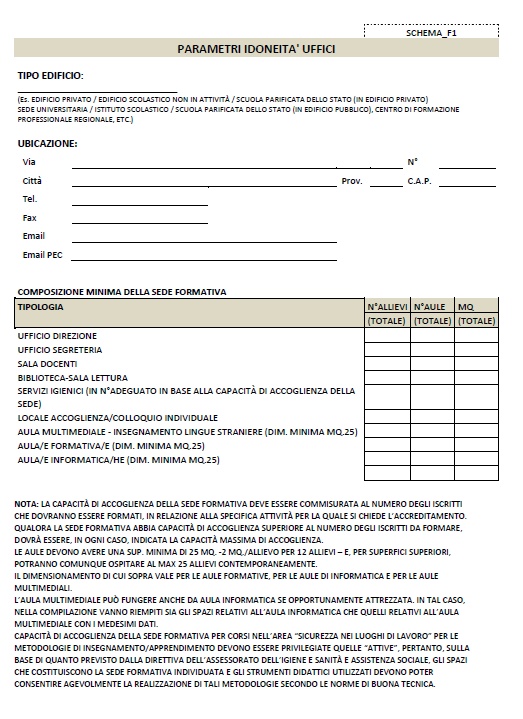 SCHEMA_F1
PARAMETRI IDONEITA' UFFICI
TIPO EDIFICIO:
(Es. EDIFICIO PRIVATO / EDIFICIO SCOLASTICO NON IN ATTIVITÀ / SCUOLA PARIFICATA DELLO STATO (IN EDIFICIO PRIVATO)
SEDE UNIVERSITARIA / ISTITUTO SCOLASTICO / SCUOLA PARIFICATA DELLO STATO (IN EDIFICIO PUBBLICO), CENTRO DI FORMAZIONE
PROFESSIONALE REGIONALE, ETC.)
UBICAZIONE:
Via N°
Città Prov. C.A.P.
Tel.
Fax
Email
Email PEC
COMPOSIZIONE MINIMA DELLA SEDE FORMATIVA
TIPOLOGIA N°ALLIEVI N°AULE MQ
(TOTALE) (TOTALE) (TOTALE)
UFFICIO DIREZIONE
UFFICIO SEGRETERIA
SALA DOCENTI
BIBLIOTECA-SALA LETTURA
SERVIZI IGIENICI (IN N°ADEGUATO IN BASE ALLA CAPACITÀ DI ACCOGLIENZA DELLA
SEDE)
LOCALE ACCOGLIENZA/COLLOQUIO INDIVIDUALE
AULA MULTIMEDIALE - INSEGNAMENTO LINGUE STRANIERE (DIM. MINIMA MQ,25)
AULA/E FORMATIVA/E (DIM. MINIMA MQ,25)
AULA/E INFORMATICA/HE (DIM. MINIMA MQ,25)
NOTA: LA CAPACITÀ DI ACCOGLIENZA DELLA SEDE FORMATIVA DEVE ESSERE COMMISURATA AL NUMERO DEGLI ISCRITTI
CHE DOVRANNO ESSERE FORMATI, IN RELAZIONE ALLA SPECIFICA ATTIVITÀ PER LA QUALE SI CHIEDE L'ACCREDITAMENTO.
QUALORA LA SEDE FORMATIVA ABBIA CAPACITÀ DI ACCOGLIENZA SUPERIORE AL NUMERO DEGLI ISCRITTI DA FORMARE,
DOVRÀ ESSERE, IN OGNI CASO, INDICATA LA CAPACITÀ MASSIMA DI ACCOGLIENZA.
LE AULE DEVONO AVERE UNA SUP. MINIMA DI 25 MQ. -2 MQ./ALLIEVO PER 12 ALLIEVI – E, PER SUPERFICI SUPERIORI,
POTRANNO COMUNQUE OSPITARE AL MAX 25 ALLIEVI CONTEMPORANEAMENTE.
IL DIMENSIONAMENTO DI CUI SOPRA VALE PER LE AULE FORMATIVE, PER LE AULE DI INFORMATICA E PER LE AULE
MULTIMEDIALI.
L'AULA MULTIMEDIALE PUÒ FUNGERE ANCHE DA AULA INFORMATICA SE OPPORTUNAMENTE ATTREZZATA. IN TAL CASO,
NELLA COMPILAZIONE VANNO RIEMPITI SIA GLI SPAZI RELATIVI ALL'AULA INFORMATICA CHE QUELLI RELATIVI ALL'AULA
MULTIMEDIALE CON I MEDESIMI DATI.
CAPACITÀ DI ACCOGLIENZA DELLA SEDE FORMATIVA PER CORSI NELL'AREA "SICUREZZA NEI LUOGHI DI LAVORO" PER LE
METODOLOGIE DI INSEGNAMENTO/APPRENDIMENTO DEVONO ESSERE PRIVILEGIATE QUELLE "ATTIVE", PERTANTO, SULLA
BASE DI QUANTO PREVISTO DALLA DIRETTIVA DELL'ASSESSORATO DELL'IGIENE E SANITÀ E ASSISTENZA SOCIALE, GLI SPAZI
CHE COSTITUISCONO LA SEDE FORMATIVA INDIVIDUATA E GLI STRUMENTI DIDATTICI UTILIZZATI DEVONO POTER
CONSENTIRE AGEVOLMENTE LA REALIZZAZIONE DI TALI METODOLOGIE SECONDO LE NORME DI BUONA TECNICA.